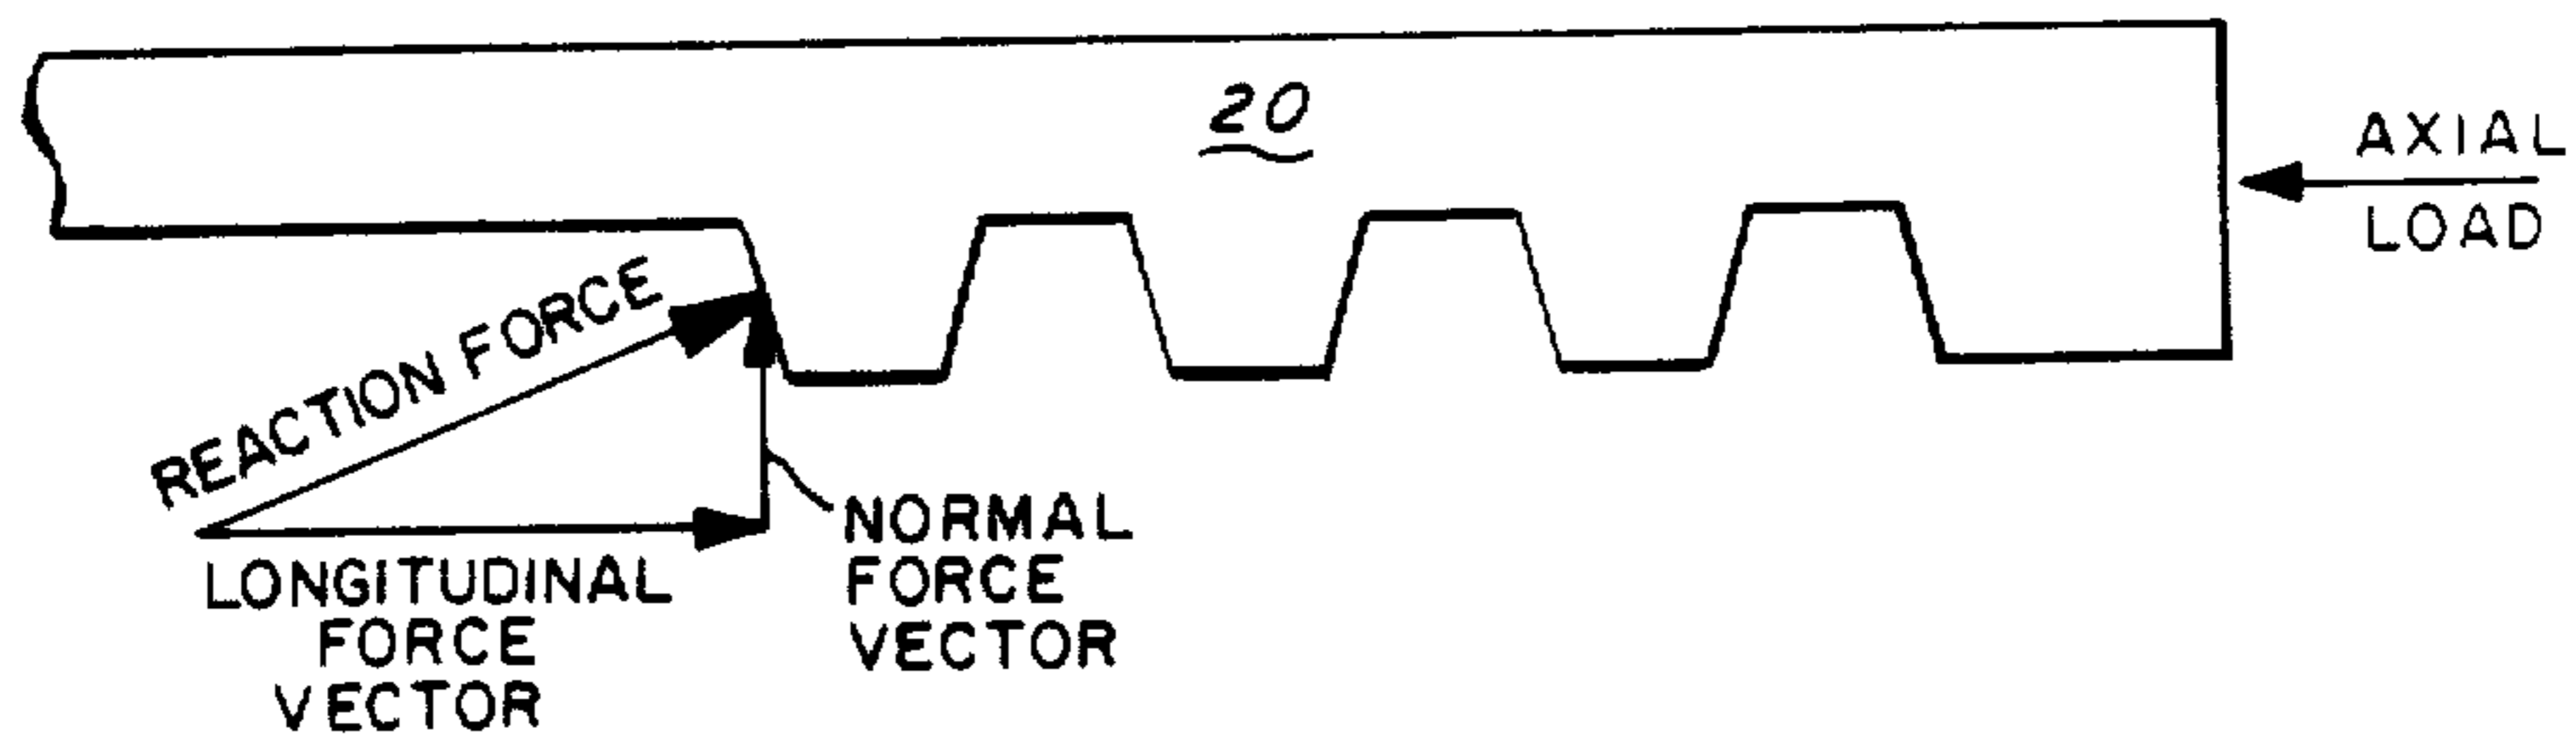 20
AXIAL
LOAD
REACTION FORCE
LONGITUDINAL
FORCE
VECTOR
NORMAL
FORCE
VECTOR